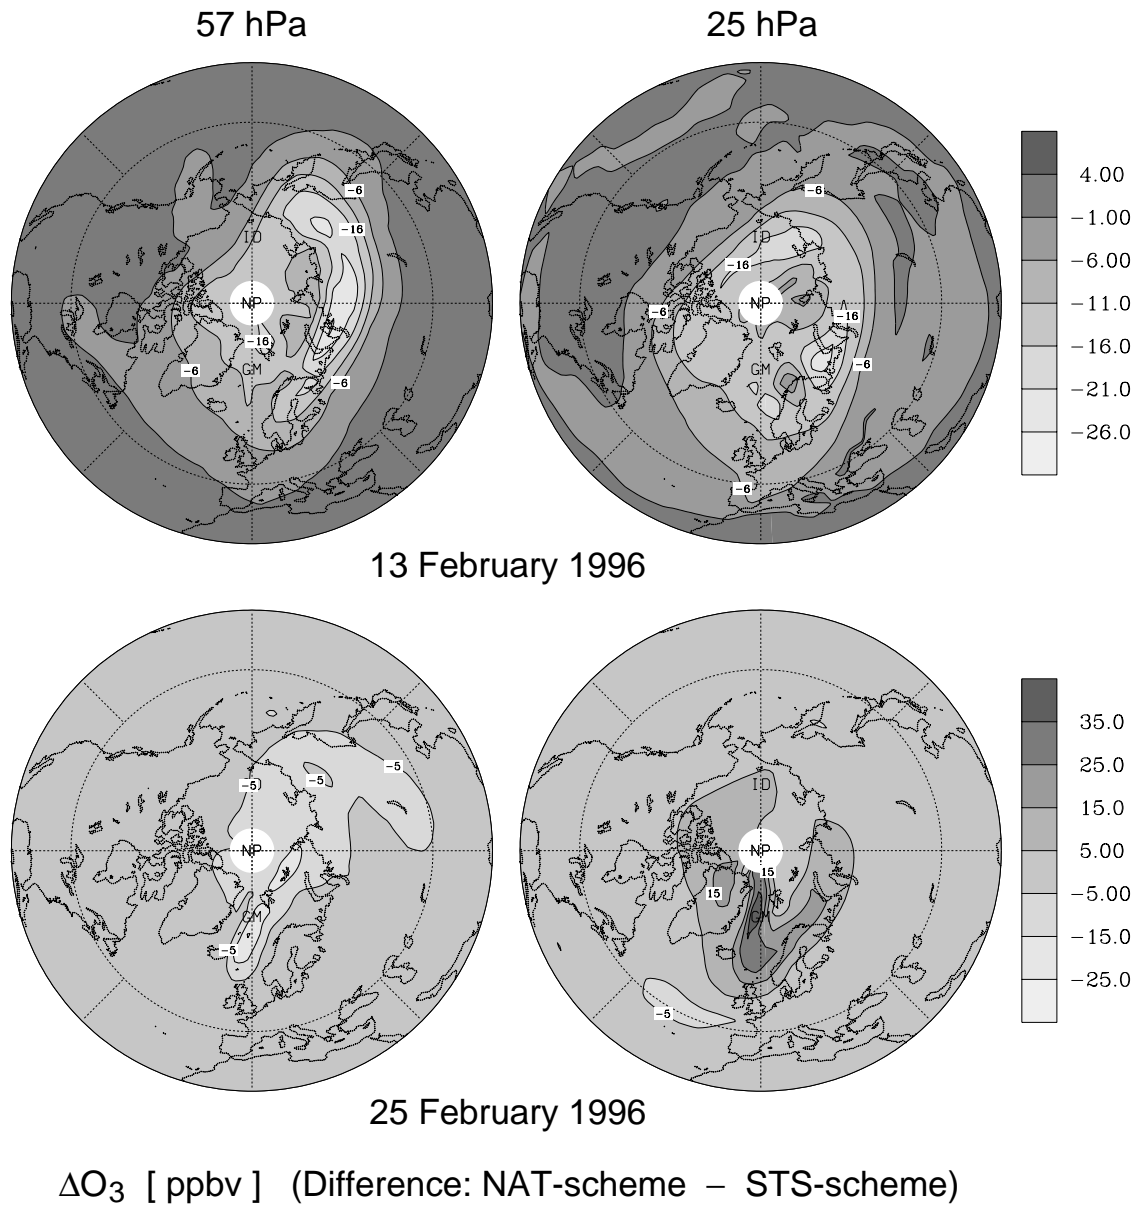 57 hPa 25 hPa
-6 -6
-16 ID ID
-16
4.00
-1.00
-6.00
-11.0
-16.0
-21.0
-26.0
NP NP
-6 -16
-16
-6 GM -6 GM -6
-6
13 February 1996
-5 -5 -5 ID
35.0
25.0
15.0
5.00
-5.00
-15.0
-25.0
NP NP
15
15
GM GM
-5
-5
25 February 1996
ΔO3 [ ppbv ] (Difference: NAT-scheme − STS-scheme)